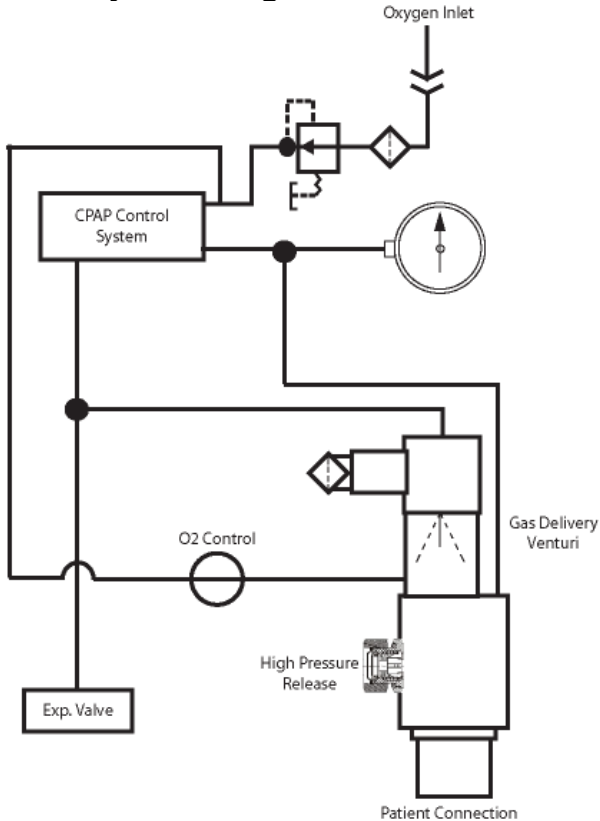 Oxygen Inlet
CPAP Control
System
Gas Delivery
Venturi
O2 Control
High Pressure
Release
Exp. Valve
Patient Connection